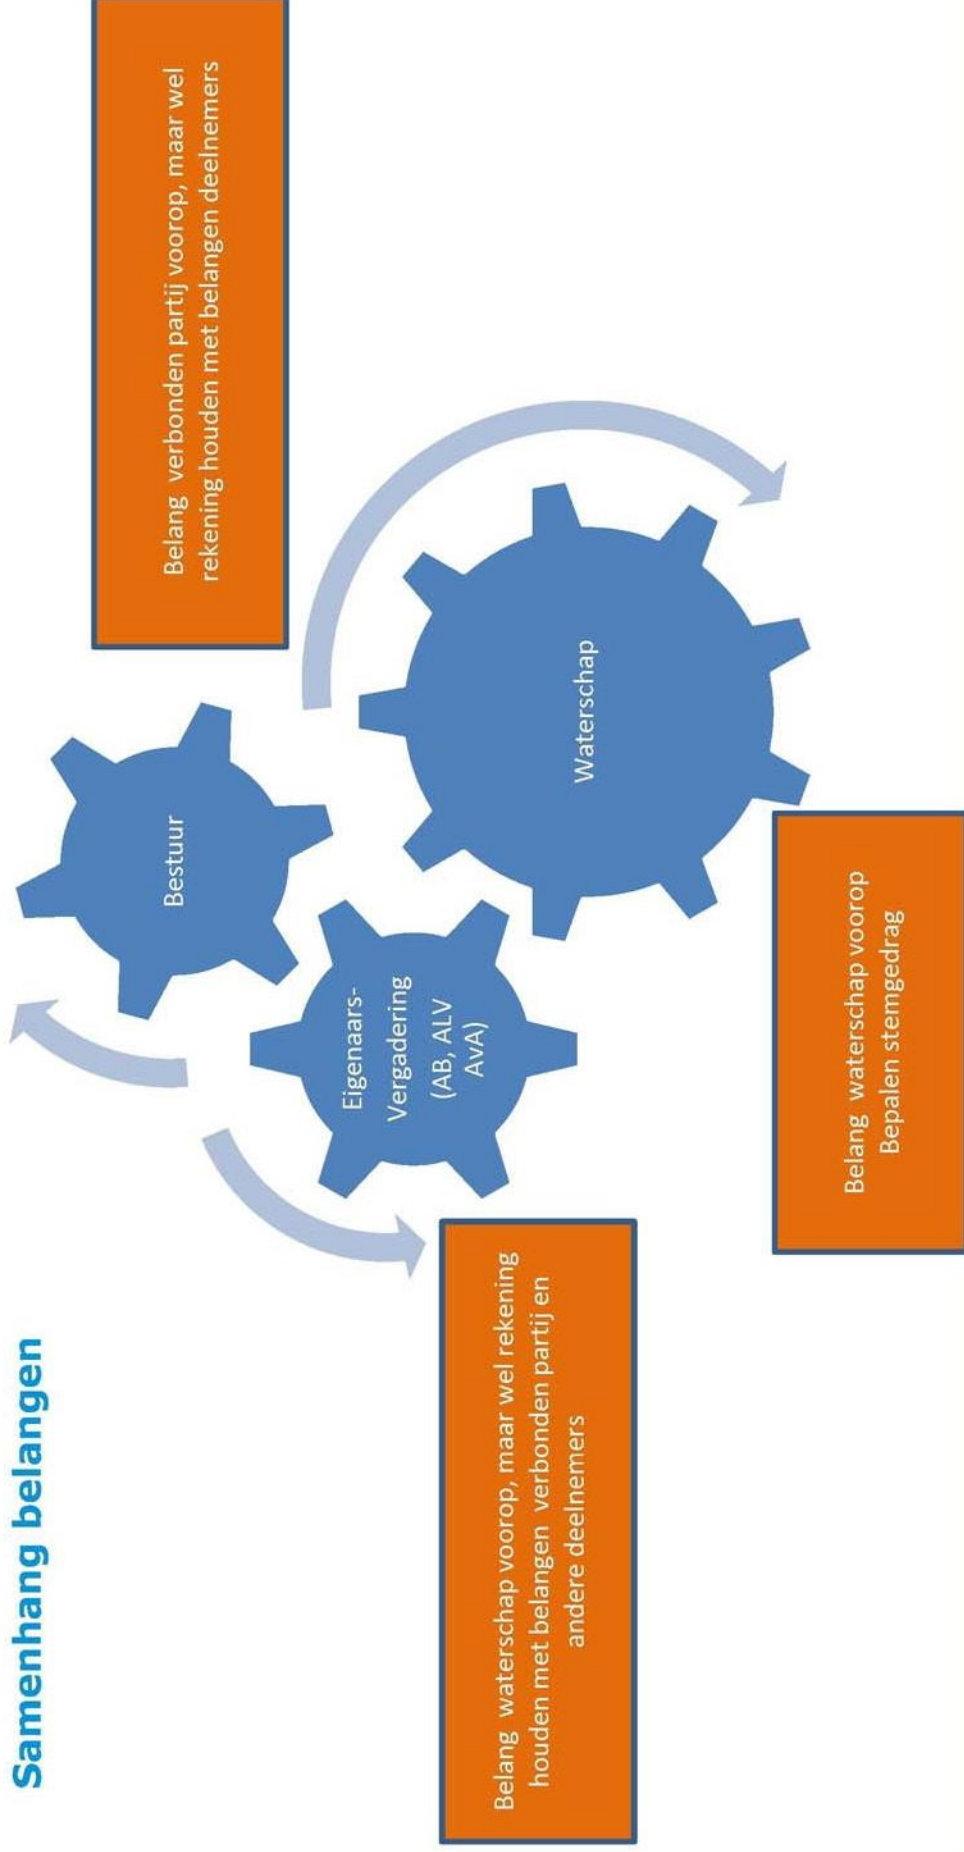 Samenhang belangen
Belang verbonden partij voorop, maar wel
rekening houden met belangen deelnemers
Bestuur
Eigenaars-
Vergadering
(AB, ALV
AvA)
Waterschap
Belang waterschap voorop, maar wel rekening
houden met belangen verbonden partij en
andere deelnemers
Belang waterschap voorop
Bepalen stemgedrag